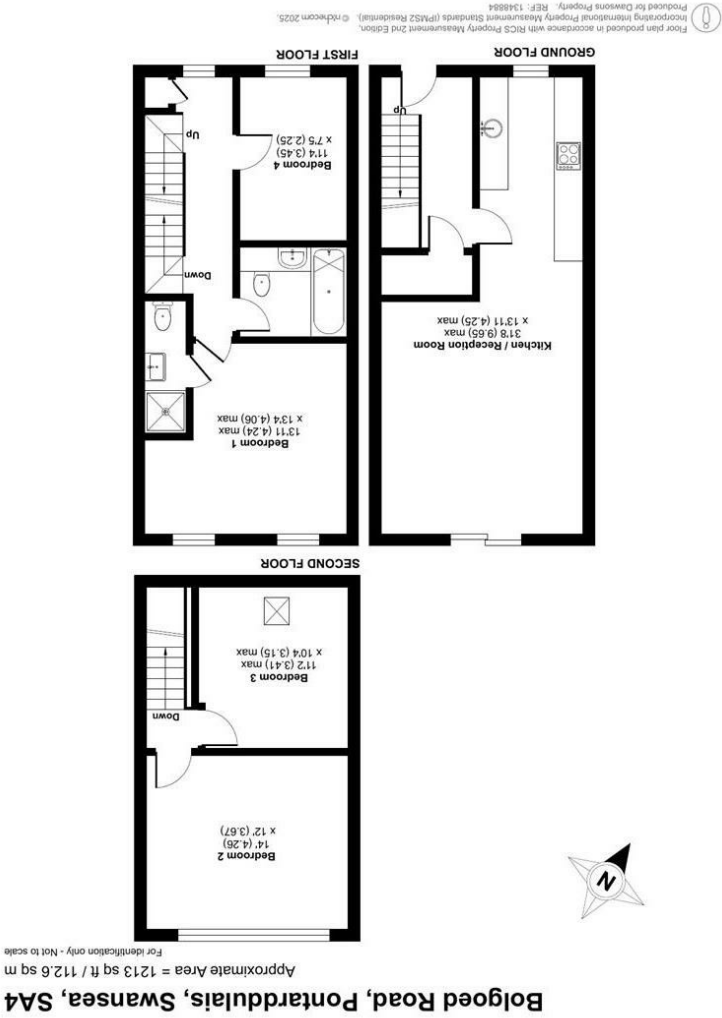 Bolgoed Road, Pontarddulais, Swansea, SA4
Approximate Area = 1213 sq ft / 112.6 sq m
For identification only - Not to scale
N
Bedroom 2
14' (4.26)
x 12' (3.67)
Down
Bedroom 3
11'2 (3.41) max
x 10'4 (3.15) max
SECOND FLOOR
Kitchen / Reception Room
31'8 (9.65) max
x 13'11 (4.25) max
Up
GROUND FLOOR
Bedroom 1
13'11 (4.24) max
x 13'4 (4.06) max
Down
Up
Bedroom 4
11'4 (3.45)
x 7'5 (2.25)
FIRST FLOOR
Floor plan produced in accordance with RICS Property Measurement 2nd Edition,
Incorporating International Property Measurement Standards (IPMS2 Residential). © nichecom 2025.
Produced for Dawsons Property. REF: 1348884